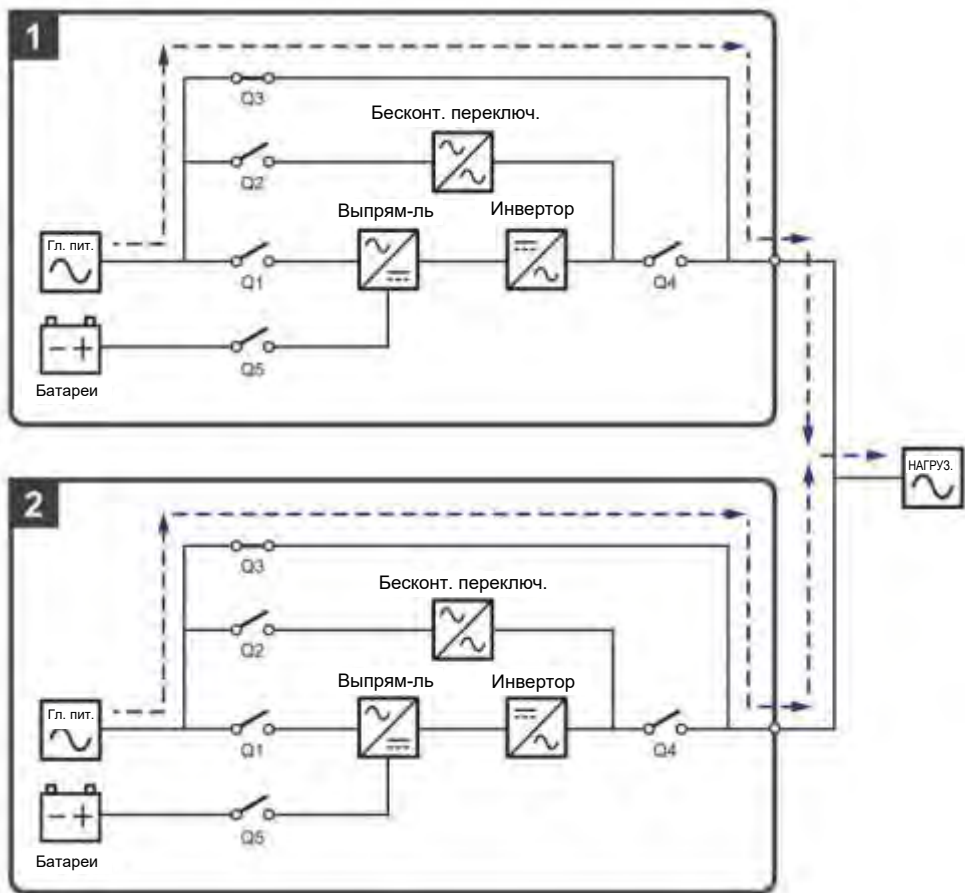 1
Q3
Бесконт. переключ.
Q2
Выпрям-ль
Инвертор
Гл. пит.
Q1
Q4
Q5
Батареи
НАГРУЗ.
2
Q3
Бесконт. переключ.
Q2
Выпрям-ль
Инвертор
Гл. пит.
Q1
Q4
Q5
Батареи